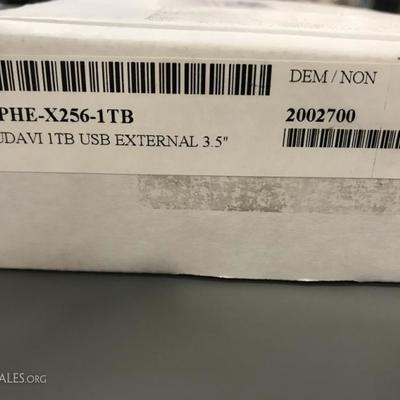 DEM / NON
PHE-X256-1TB
2002700
UDAVI 1TB USB EXTERNAL 3.5"
ALES.ORG